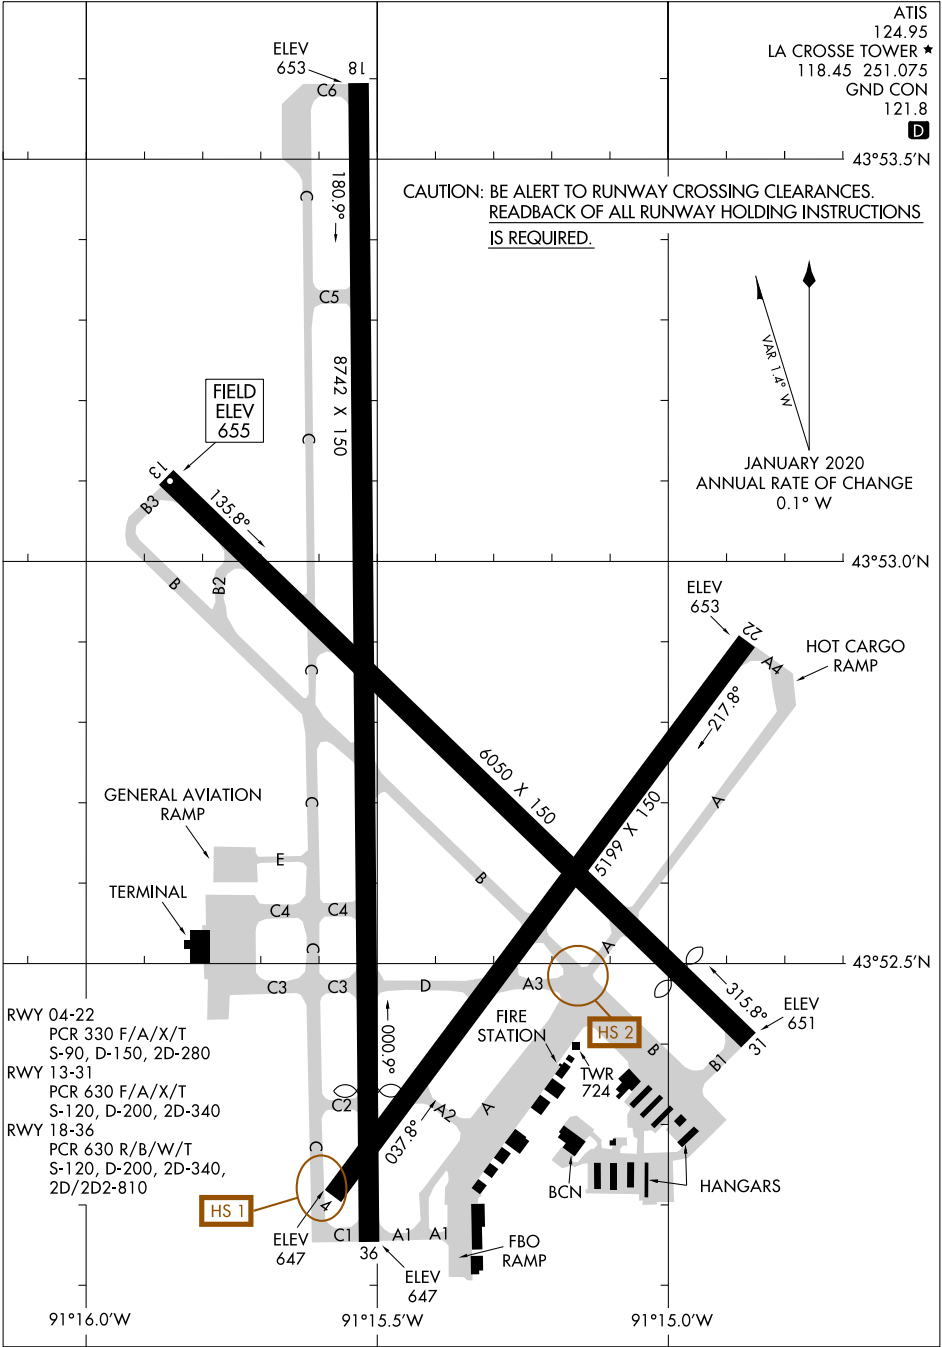 ATIS
124.95
LA CROSSE TOWER ★
118.45 251.075
GND CON
121.8
D
ELEV
653
18
C6
43°53.5'N
CAUTION: BE ALERT TO RUNWAY CROSSING CLEARANCES.
READBACK OF ALL RUNWAY HOLDING INSTRUCTIONS
IS REQUIRED.
180.9°
C
C5
VAR 1.4° W
8742 X 150
FIELD
ELEV
655
C
JANUARY 2020
ANNUAL RATE OF CHANGE
0.1° W
13
B3
135.8°
43°53.0'N
B
B2
ELEV
653
22
HOT CARGO
RAMP
A4
C
217.8°
6050 X 150
5199 X 150
A
GENERAL AVIATION
RAMP
C
E
B
TERMINAL
C4
C4
C
A
43°52.5'N
C3
C3
D
A3
315.8°
ELEV
651
31
RWY 04-22
PCR 330 F/A/X/T
S-90, D-150, 2D-280
RWY 13-31
PCR 630 F/A/X/T
S-120, D-200, 2D-340
RWY 18-36
PCR 630 R/B/W/T
S-120, D-200, 2D-340,
2D/2D2-810
FIRE
STATION
HS 2
000.9°
B
B1
TWR
724
C2
A2
A
037.8°
C
BCN
HANGARS
HS 1
4
ELEV
647
C1
36
A1
A1
FBO
RAMP
ELEV
647
91°16.0'W
91°15.5'W
91°15.0'W